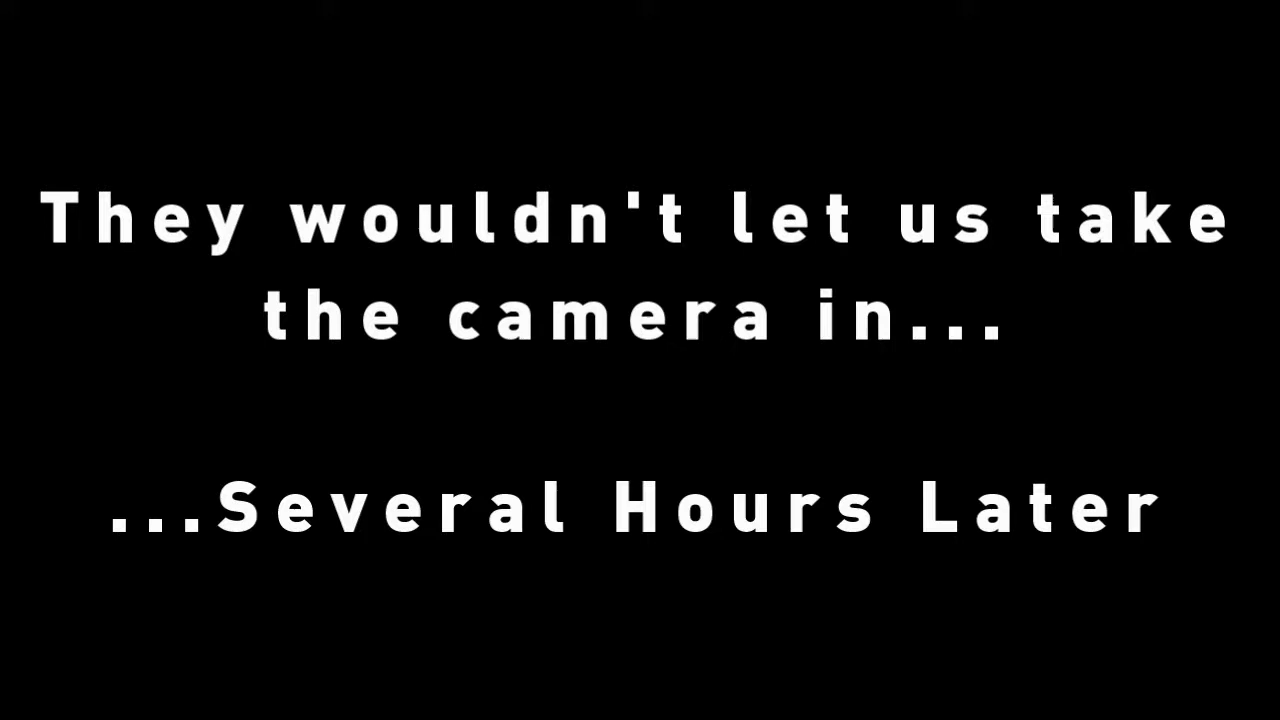 They wouldn't let us take
the camera in...
...Several Hours Later